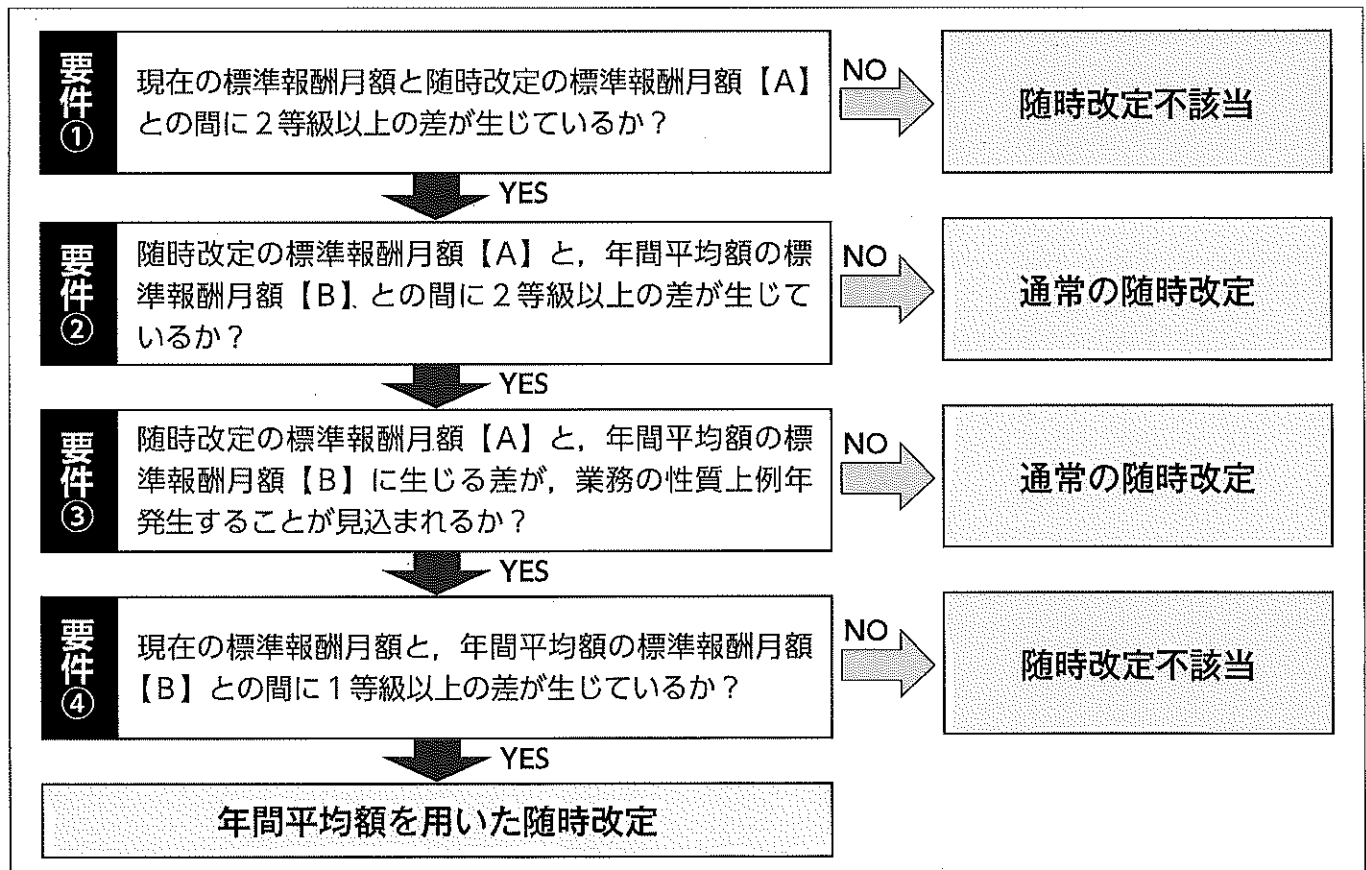 要件①
現在の標準報酬月額と随時改定の標準報酬月額【A】
との間に2等級以上の差が生じているか？
NO
随時改定不該当
YES
要件②
随時改定の標準報酬月額【A】と，年間平均額の標
準報酬月額【B】との間に2等級以上の差が生じて
いるか？
NO
通常の随時改定
YES
要件③
随時改定の標準報酬月額【A】と，年間平均額の標
準報酬月額【B】に生じる差が，業務の性質上例年
発生することが見込まれるか？
NO
通常の随時改定
YES
要件④
現在の標準報酬月額と，年間平均額の標準報酬月額
【B】との間に1等級以上の差が生じているか？
NO
随時改定不該当
YES
年間平均額を用いた随時改定